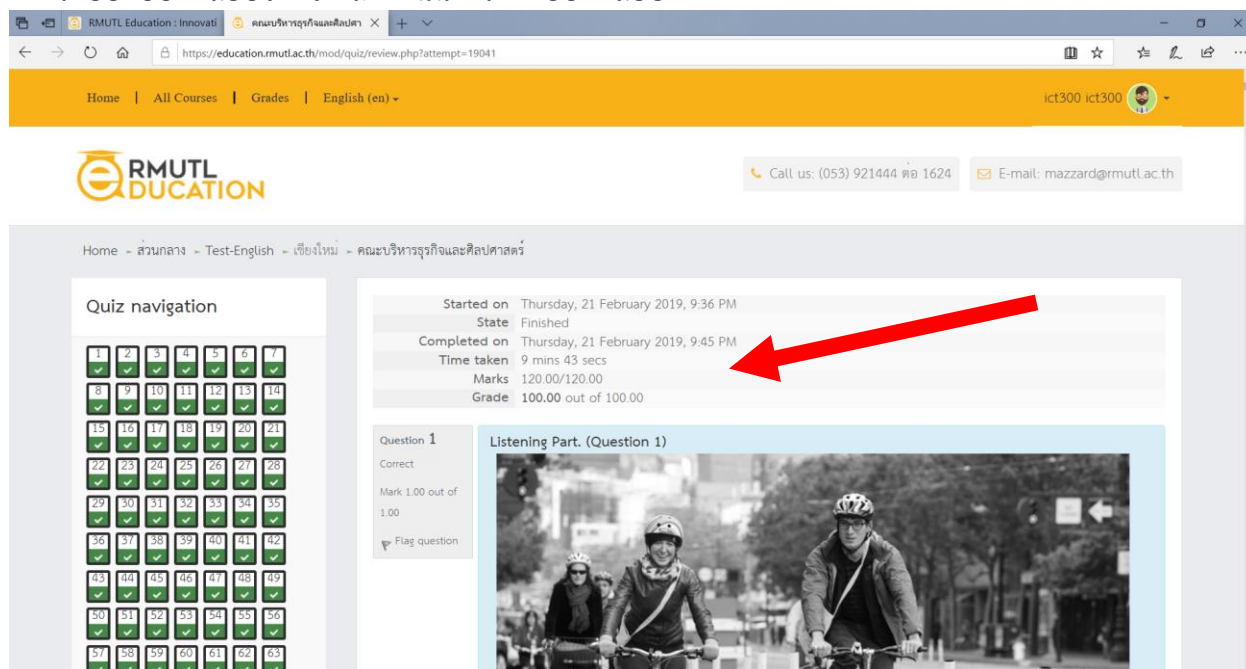 RMUTL Education : Innovati
คณะบริหารธุรกิจและศิลปศา
https://education.rmutl.ac.th/mod/quiz/review.php?attempt=19041
Home | All Courses | Grades | English (en)
ict300 ict300
RMUTL
EDUCATION
Call us: (053) 921444 ต่อ 1624
E-mail: mazzard@rmutl.ac.th
Home - ส่วนกลาง - Test-English - เชียงใหม่ - คณะบริหารธุรกิจและศิลปศาสตร์
Quiz navigation
1 2 3 4 5 6 7
8 9 10 11 12 13 14
15 16 17 18 19 20 21
22 23 24 25 26 27 28
29 30 31 32 33 34 35
36 37 38 39 40 41 42
43 44 45 46 47 48 49
50 51 52 53 54 55 56
57 58 59 60 61 62 63
Started on Thursday, 21 February 2019, 9:36 PM
State Finished
Completed on Thursday, 21 February 2019, 9:45 PM
Time taken 9 mins 43 secs
Marks 120.00/120.00
Grade 100.00 out of 100.00
Question 1
Correct
Mark 1.00 out of
1.00
Flag question
Listening Part. (Question 1)